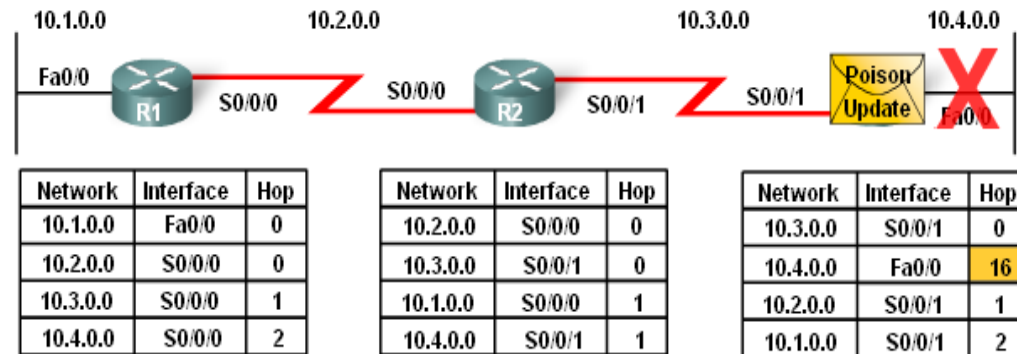 10.1.0.0 10.2.0.0 10.3.0.0 10.4.0.0
Fa0/0 S0/0/0 S0/0/0 S0/0/1 S0/0/1 Fa0/0
R1 R2 Poison
Update
Network Interface Hop
10.1.0.0 Fa0/0 0
10.2.0.0 S0/0/0 0
10.3.0.0 S0/0/0 1
10.4.0.0 S0/0/0 2
Network Interface Hop
10.2.0.0 S0/0/0 0
10.3.0.0 S0/0/1 0
10.1.0.0 S0/0/0 1
10.4.0.0 S0/0/1 1
Network Interface Hop
10.3.0.0 S0/0/1 0
10.4.0.0 Fa0/0 16
10.2.0.0 S0/0/1 1
10.1.0.0 S0/0/1 2